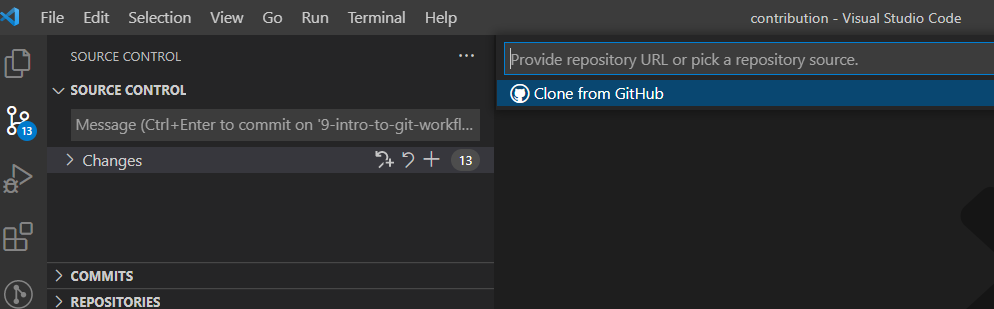 File Edit Selection View Go Run Terminal Help contribution - Visual Studio Code
SOURCE CONTROL ...
Provide repository URL or pick a repository source.
SOURCE CONTROL
Clone from GitHub
Message (Ctrl+Enter to commit on '9-intro-to-git-workfl...
13
Changes 13
COMMITS
REPOSITORIES